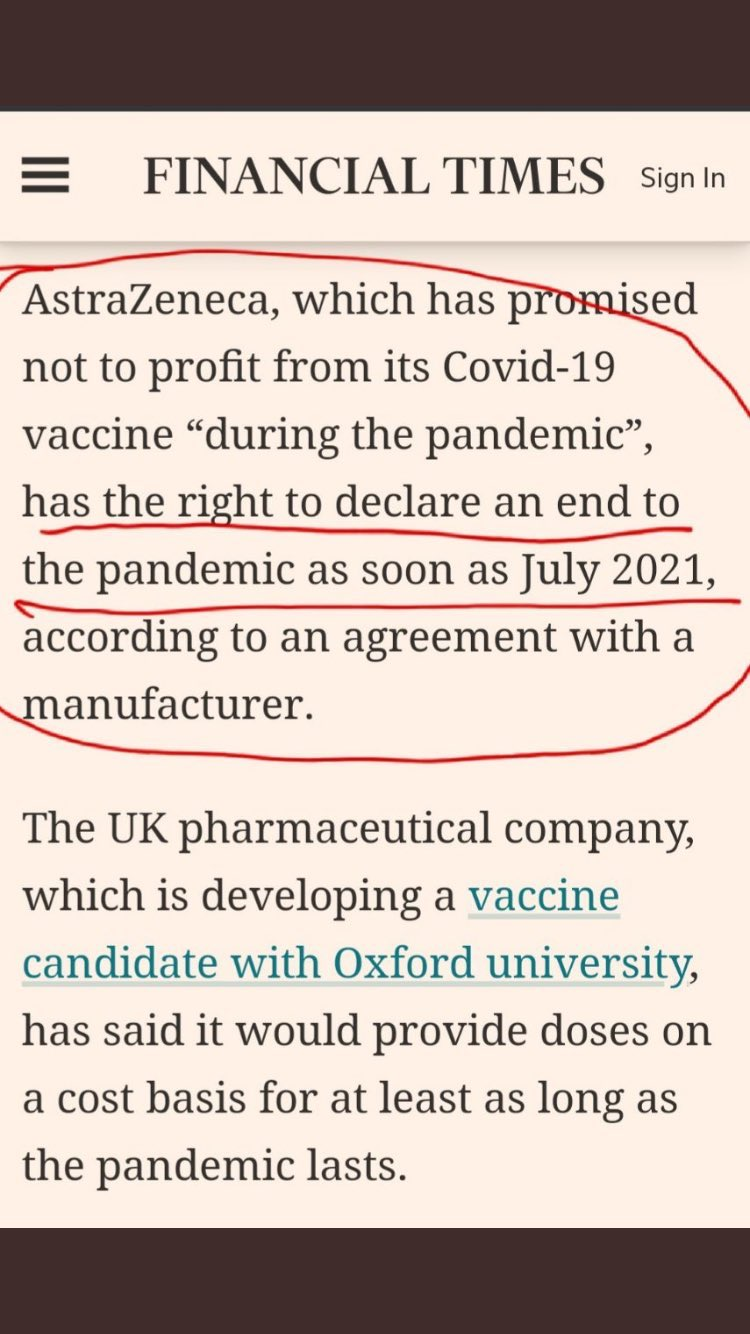 FINANCIAL TIMES Sign In
AstraZeneca, which has promised
not to profit from its Covid-19
vaccine “during the pandemic”,
has the right to declare an end to
the pandemic as soon as July 2021,
according to an agreement with a
manufacturer.
The UK pharmaceutical company,
which is developing a vaccine
candidate with Oxford university,
has said it would provide doses on
a cost basis for at least as long as
the pandemic lasts.